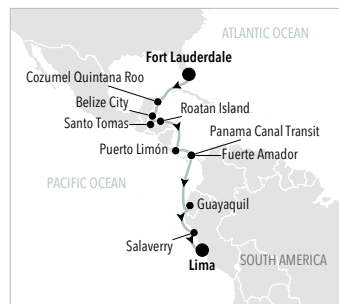 ATLANTIC OCEAN
Fort Lauderdale
Cozumel Quintana Roo
Belize City
Roatan Island
Santo Tomas
Panama Canal Transit
Puerto Limón
Fuerte Amador
PACIFIC OCEAN
Guayaquil
Salaverry
SOUTH AMERICA
Lima